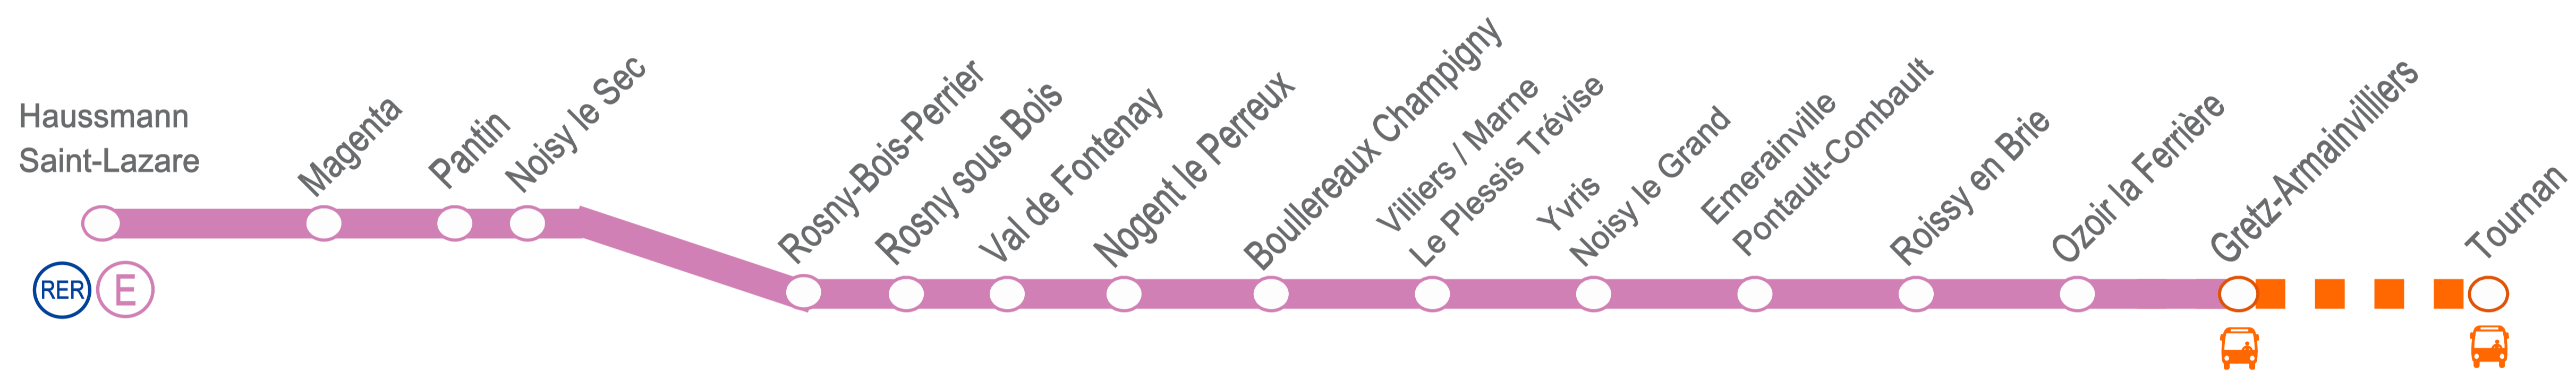 Haussmann
Saint-Lazare
Magenta
Pantin
Noisy le Sec
Rosny-Bois-Perrier
Rosny sous Bois
Val de Fontenay
Nogent le Perreux
Boullereaux Champigny
Villiers / Marne
Le Plessis Trévise
Yvris
Noisy le Grand
Emerainville
Pontault-Combault
Roissy en Brie
Ozoir la Ferrière
Gretz-Armainvilliers
Tournan
RER E